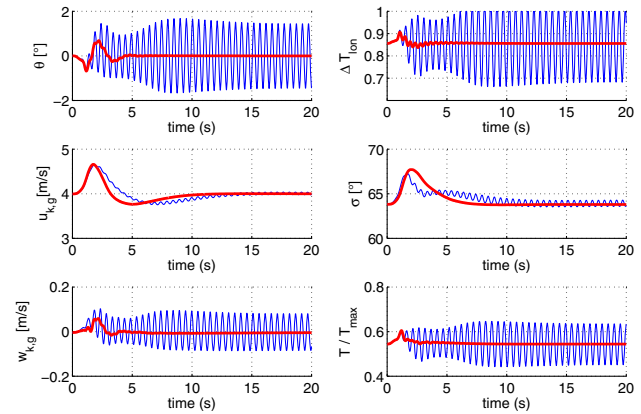 θ [°]
2
0
−2
0 5 10 15 20
time (s)
Δ T_lon
1
0.9
0.8
0.7
0 5 10 15 20
time (s)
u_k,g [m/s]
5
4
3
0 5 10 15 20
time (s)
σ [°]
70
65
60
0 5 10 15 20
time (s)
w_k,g [m/s]
0.2
0
−0.2
0 5 10 15 20
time (s)
T / T_max
0.8
0.6
0.4
0 5 10 15 20
time (s)